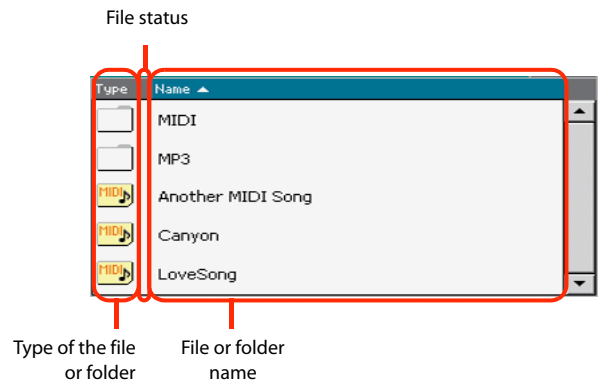 File status
Type Name
MIDI
MP3
MIDI Another MIDI Song
MIDI Canyon
MIDI LoveSong
Type of the file
or folder
File or folder
name